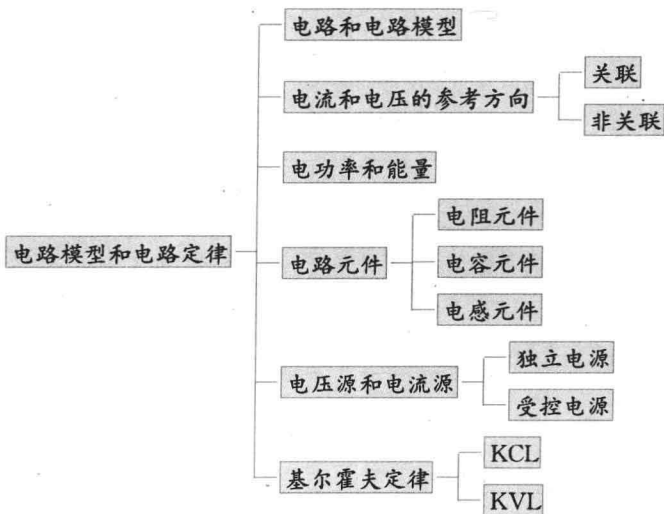 电路和电路模型
电流和电压的参考方向
关联
非关联
电功率和能量
电路模型和电路定律
电路元件
电阻元件
电容元件
电感元件
电压源和电流源
独立电源
受控电源
基尔霍夫定律
KCL
KVL